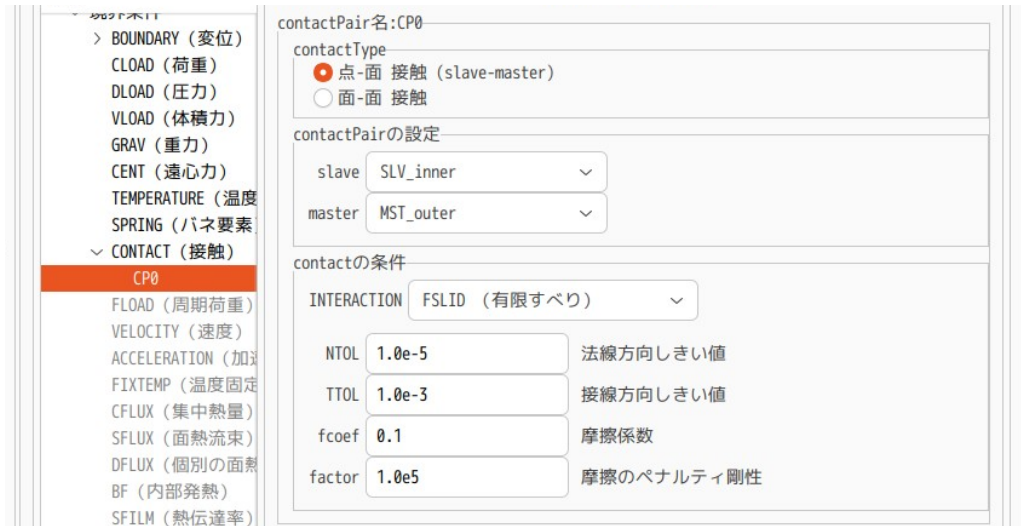 境界条件
BOUNDARY (変位)
CLOAD (荷重)
DLOAD (圧力)
VLOAD (体積力)
GRAV (重力)
CENT (遠心力)
TEMPERATURE (温度
SPRING (バネ要素
CONTACT (接触)
CP0
FLOAD (周期荷重)
VELOCITY (速度)
ACCELERATION (加速
FIXTEMP (温度固定
CFLUX (集中熱量)
SFLUX (面熱流束)
DFLUX (個別の面熱
BF (内部発熱)
SFILM (熱伝達率)
contactPair名:CP0
contactType
点-面 接触 (slave-master)
面-面 接触
contactPairの設定
slave SLV_inner
master MST_outer
contactの条件
INTERACTION FSLID (有限すべり)
NTOL 1.0e-5 法線方向しきい値
TTOL 1.0e-3 接線方向しきい値
fcoef 0.1 摩擦係数
factor 1.0e5 摩擦のペナルティ剛性